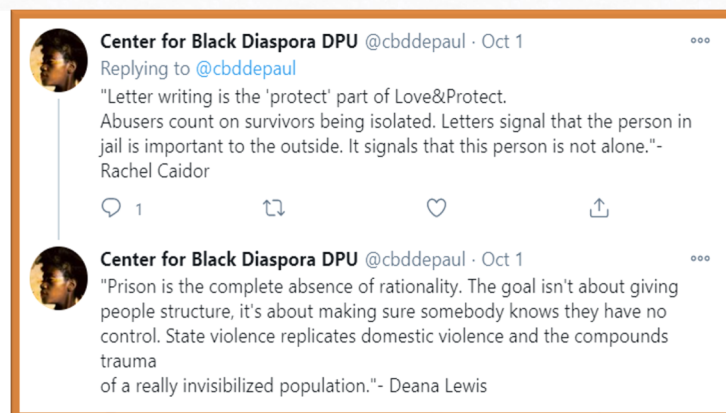 Center for Black Diaspora DPU @cbddepaul · Oct 1
Replying to @cbddepaul
"Letter writing is the 'protect' part of Love&Protect.
Abusers count on survivors being isolated. Letters signal that the person in
jail is important to the outside. It signals that this person is not alone."-
Rachel Caidor
1
Center for Black Diaspora DPU @cbddepaul · Oct 1
"Prison is the complete absence of rationality. The goal isn't about giving
people structure, it's about making sure somebody knows they have no
control. State violence replicates domestic violence and the compounds
trauma
of a really invisibilized population."- Deana Lewis